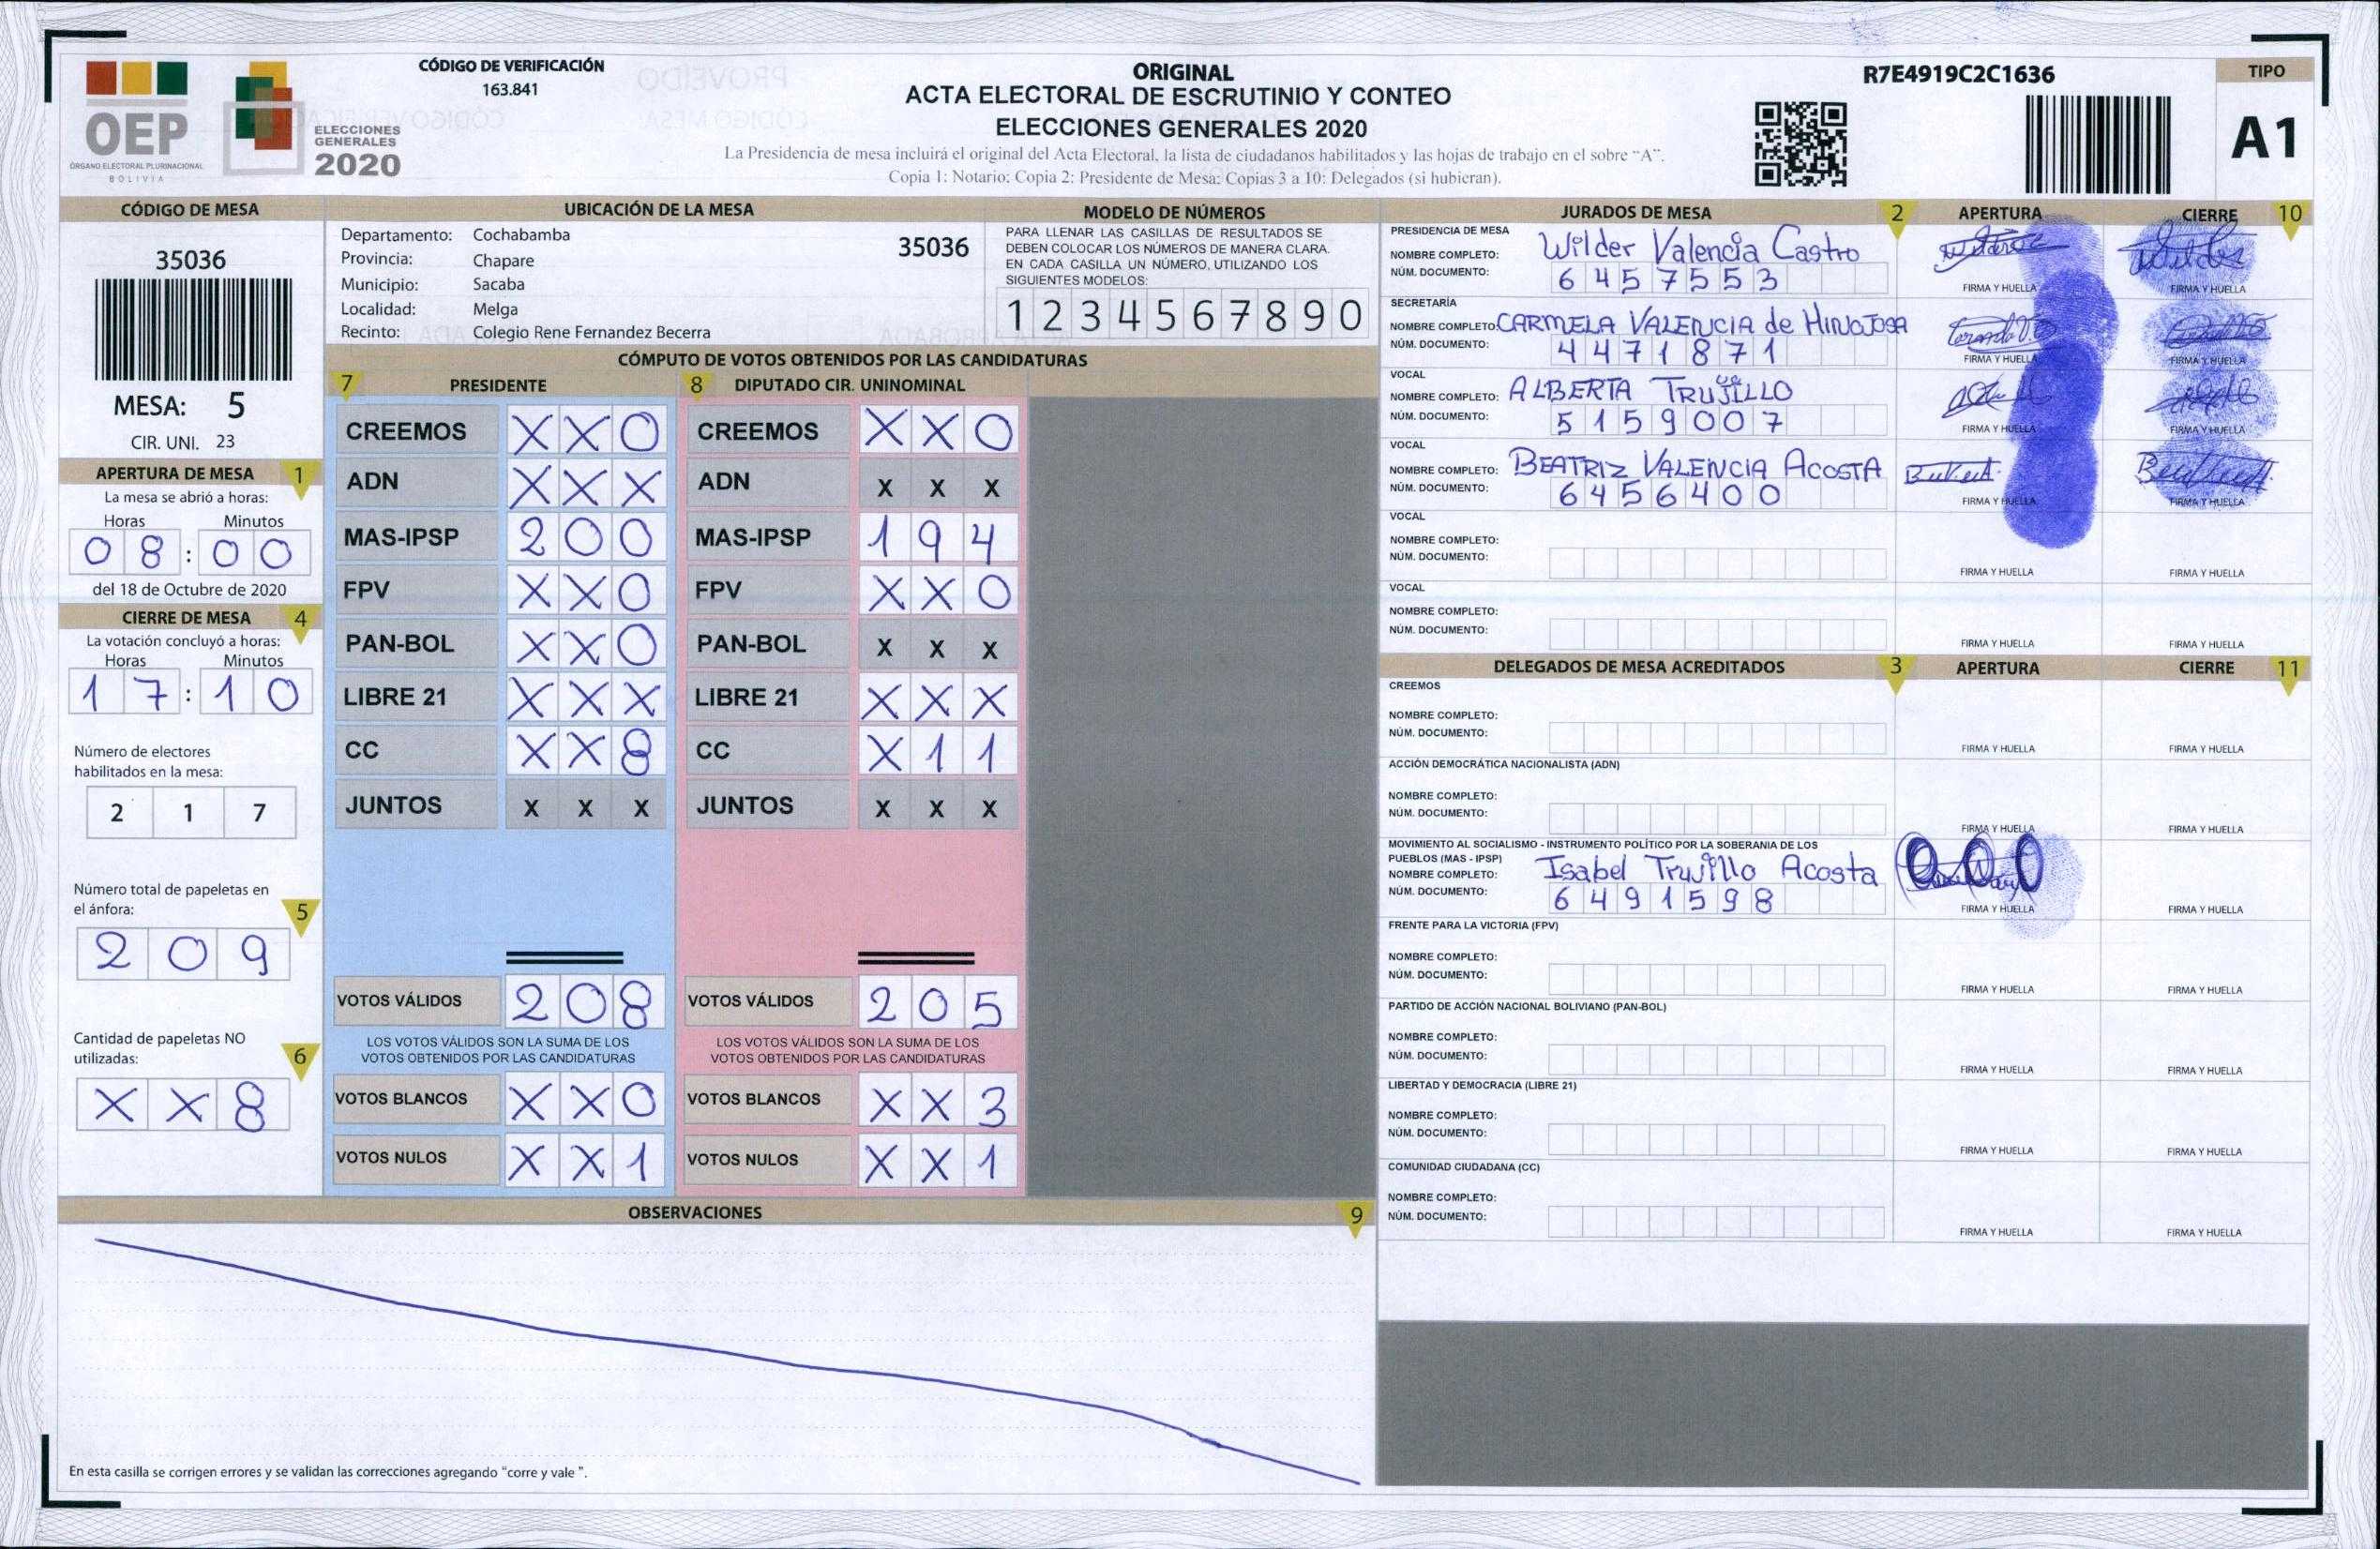 CÓDIGO DE VERIFICACIÓN
163.841
OEP
ÓRGANO ELECTORAL PLURINACIONAL
BOLIVIA
ELECCIONES
GENERALES
2020
ORIGINAL
ACTA ELECTORAL DE ESCRUTINIO Y CONTEO
ELECCIONES GENERALES 2020
La Presidencia de mesa incluirá el original del Acta Electoral, la lista de ciudadanos habilitados y las hojas de trabajo en el sobre "A".
Copia 1: Notario; Copia 2: Presidente de Mesa; Copias 3 a 10: Delegados (si hubieran).
R7E4919C2C1636
TIPO
A1
CÓDIGO DE MESA
35036
MESA: 5
CIR. UNI. 23
APERTURA DE MESA 1
La mesa se abrió a horas:
Horas Minutos
08:00
del 18 de Octubre de 2020
CIERRE DE MESA 4
La votación concluyó a horas:
Horas Minutos
17:10
Número de electores
habilitados en la mesa:
2 1 7
Número total de papeletas en
el ánfora: 5
2 0 9
Cantidad de papeletas NO
utilizadas: 6
X X 8
UBICACIÓN DE LA MESA
Departamento: Cochabamba 35036
Provincia: Chapare
Municipio: Sacaba
Localidad: Melga
Recinto: Colegio Rene Fernandez Becerra
MODELO DE NÚMEROS
PARA LLENAR LAS CASILLAS DE RESULTADOS SE
DEBEN COLOCAR LOS NÚMEROS DE MANERA CLARA.
EN CADA CASILLA UN NÚMERO, UTILIZANDO LOS
SIGUIENTES MODELOS:
1 2 3 4 5 6 7 8 9 0
CÓMPUTO DE VOTOS OBTENIDOS POR LAS CANDIDATURAS
7 PRESIDENTE 8 DIPUTADO CIR. UNINOMINAL
CREEMOS X X 0 CREEMOS X X 0
ADN X X X ADN X X X
MAS-IPSP 2 0 0 MAS-IPSP 1 9 4
FPV X X 0 FPV X X 0
PAN-BOL X X 0 PAN-BOL X X X
LIBRE 21 X X X LIBRE 21 X X X
CC X X 8 CC X 1 1
JUNTOS X X X JUNTOS X X X
VOTOS VÁLIDOS 2 0 8 VOTOS VÁLIDOS 2 0 5
LOS VOTOS VÁLIDOS SON LA SUMA DE LOS LOS VOTOS VÁLIDOS SON LA SUMA DE LOS
VOTOS OBTENIDOS POR LAS CANDIDATURAS VOTOS OBTENIDOS POR LAS CANDIDATURAS
VOTOS BLANCOS X X 0 VOTOS BLANCOS X X 3
VOTOS NULOS X X 1 VOTOS NULOS X X 1
OBSERVACIONES 9
En esta casilla se corrigen errores y se validan las correcciones agregando "corre y vale ".
JURADOS DE MESA 2 APERTURA CIERRE 10
PRESIDENCIA DE MESA
NOMBRE COMPLETO: Wilder Valencia Castro
NÚM. DOCUMENTO: 6457553
FIRMA Y HUELLA FIRMA Y HUELLA
SECRETARÍA
NOMBRE COMPLETO: CARMELA VALENCIA de HINOJOSA
NÚM. DOCUMENTO: 4471871
FIRMA Y HUELLA FIRMA Y HUELLA
VOCAL
NOMBRE COMPLETO: ALBERTA TRUJILLO
NÚM. DOCUMENTO: 5159007
FIRMA Y HUELLA FIRMA Y HUELLA
VOCAL
NOMBRE COMPLETO: BEATRIZ VALENCIA ACOSTA
NÚM. DOCUMENTO: 6456400
FIRMA Y HUELLA FIRMA Y HUELLA
VOCAL
NOMBRE COMPLETO:
NÚM. DOCUMENTO:
FIRMA Y HUELLA FIRMA Y HUELLA
VOCAL
NOMBRE COMPLETO:
NÚM. DOCUMENTO:
FIRMA Y HUELLA FIRMA Y HUELLA
DELEGADOS DE MESA ACREDITADOS 3 APERTURA CIERRE 11
CREEMOS
NOMBRE COMPLETO:
NÚM. DOCUMENTO:
FIRMA Y HUELLA FIRMA Y HUELLA
ACCIÓN DEMOCRÁTICA NACIONALISTA (ADN)
NOMBRE COMPLETO:
NÚM. DOCUMENTO:
FIRMA Y HUELLA FIRMA Y HUELLA
MOVIMIENTO AL SOCIALISMO - INSTRUMENTO POLÍTICO POR LA SOBERANIA DE LOS
PUEBLOS (MAS - IPSP)
NOMBRE COMPLETO: Isabel Trujillo Acosta
NÚM. DOCUMENTO: 6491598
FIRMA Y HUELLA FIRMA Y HUELLA
FRENTE PARA LA VICTORIA (FPV)
NOMBRE COMPLETO:
NÚM. DOCUMENTO:
FIRMA Y HUELLA FIRMA Y HUELLA
PARTIDO DE ACCIÓN NACIONAL BOLIVIANO (PAN-BOL)
NOMBRE COMPLETO:
NÚM. DOCUMENTO:
FIRMA Y HUELLA FIRMA Y HUELLA
LIBERTAD Y DEMOCRACIA (LIBRE 21)
NOMBRE COMPLETO:
NÚM. DOCUMENTO:
FIRMA Y HUELLA FIRMA Y HUELLA
COMUNIDAD CIUDADANA (CC)
NOMBRE COMPLETO:
NÚM. DOCUMENTO:
FIRMA Y HUELLA FIRMA Y HUELLA